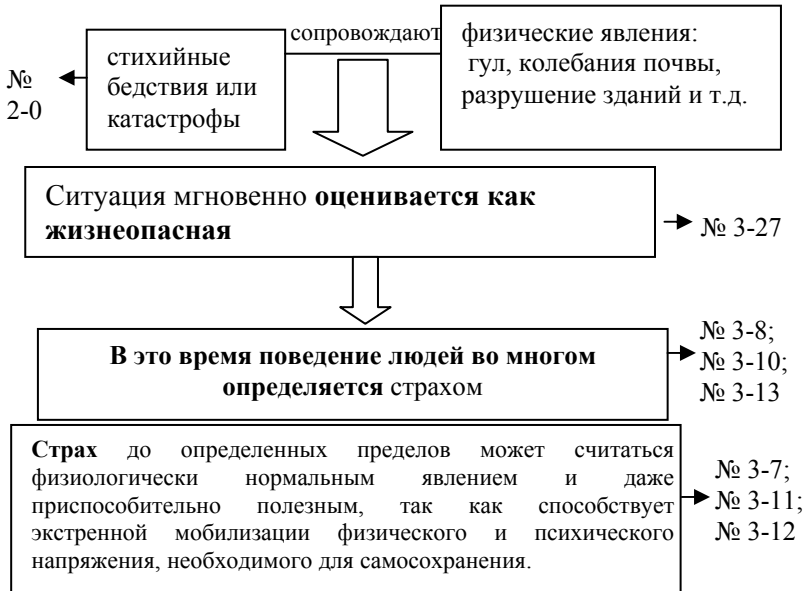 стихийные
бедствия или
катастрофы
сопровождают
физические явления:
гул, колебания почвы,
разрушение зданий и т.д.
№
2-0
Ситуация мгновенно оценивается как
жизнеопасная
№ 3-27
В это время поведение людей во многом
определяется страхом
№ 3-8;
№ 3-10;
№ 3-13
Страх до определенных пределов может считаться
физиологически нормальным явлением и даже
приспособительно полезным, так как способствует
экстренной мобилизации физического и психического
напряжения, необходимого для самосохранения.
№ 3-7;
№ 3-11;
№ 3-12